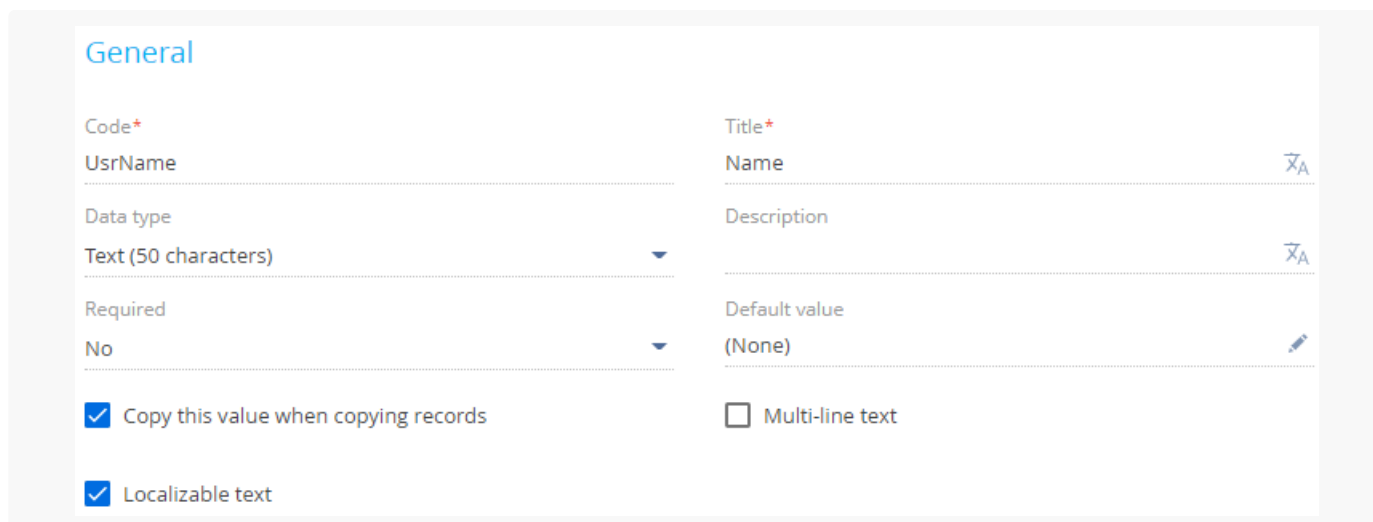 General
Code*
Title*
UsrName
Name
Data type
Description
Text (50 characters)
Required
Default value
No
(None)
Copy this value when copying records
Multi-line text
Localizable text